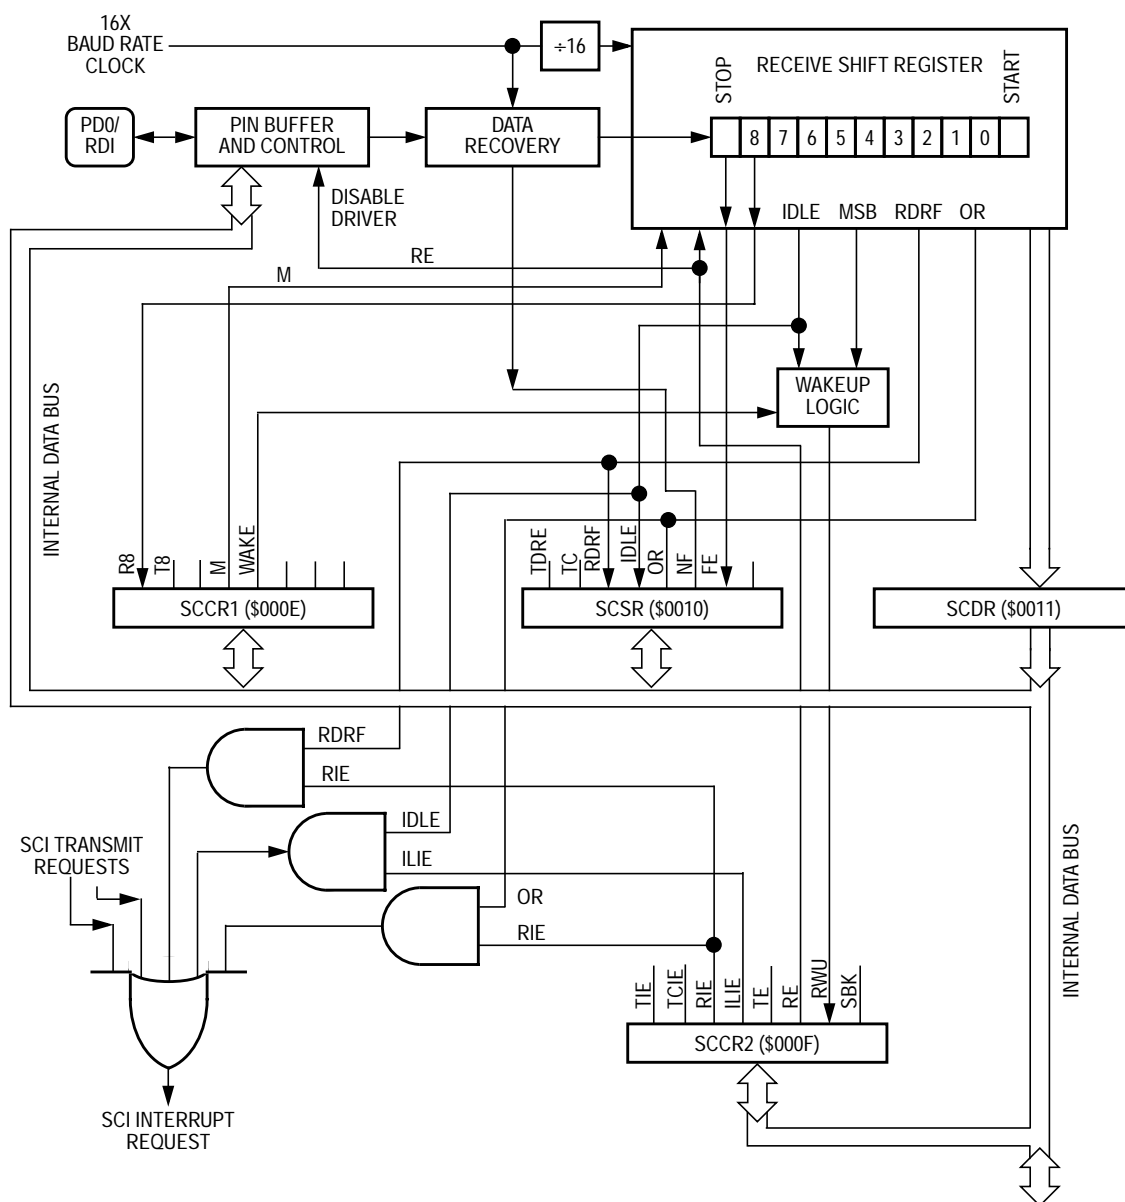 16X
BAUD RATE
CLOCK
÷16
RECEIVE SHIFT REGISTER
STOP
START
PD0/
RDI
PIN BUFFER
AND CONTROL
DATA
RECOVERY
8 7 6 5 4 3 2 1 0
DISABLE
DRIVER
IDLE MSB RDRF OR
RE
M
WAKEUP
LOGIC
INTERNAL DATA BUS
R8 T8 M WAKE
TDRE TC RDRF IDLE OR NF FE
SCCR1 ($000E)
SCSR ($0010)
SCDR ($0011)
RDRF
RIE
IDLE
ILIE
SCI TRANSMIT
REQUESTS
OR
RIE
INTERNAL DATA BUS
TIE TCIE RIE ILIE TE RE RWU SBK
SCCR2 ($000F)
SCI INTERRUPT
REQUEST